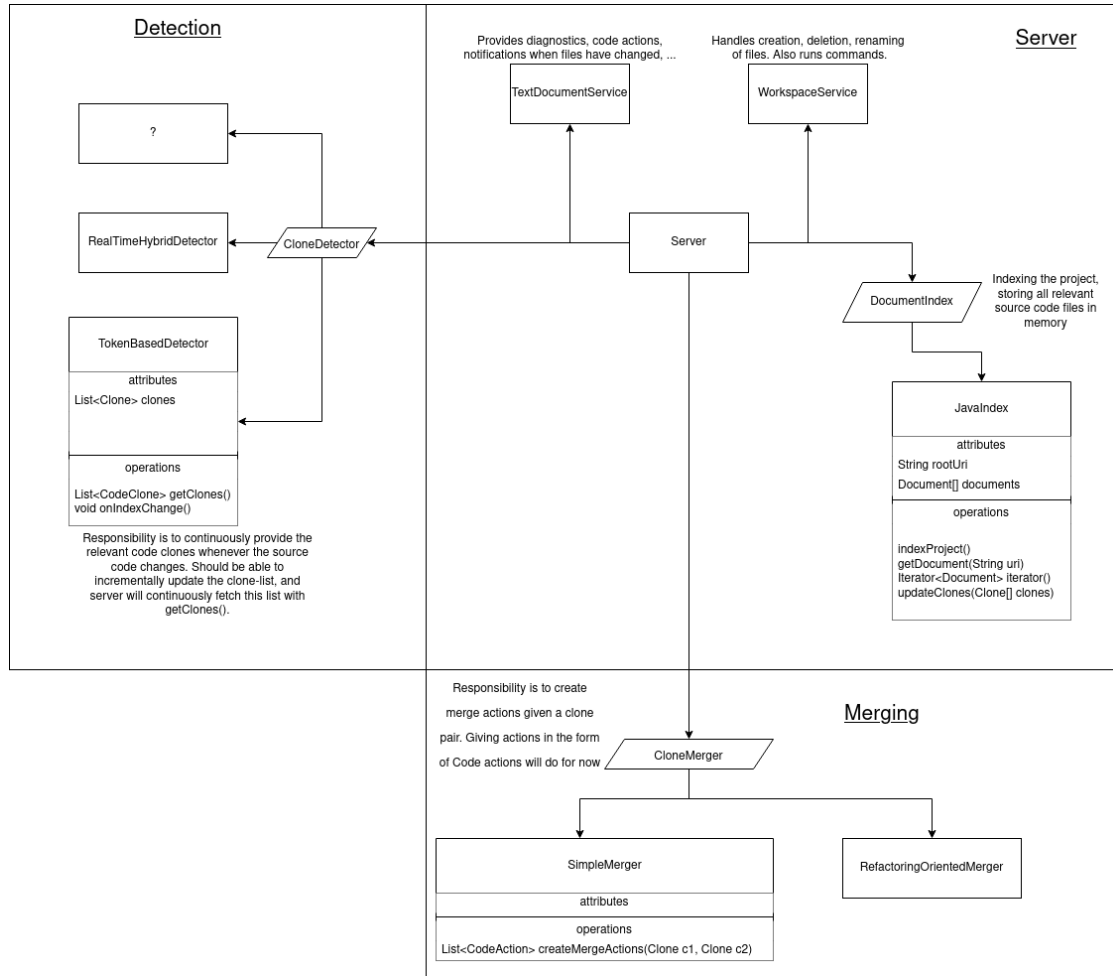 Detection
Server
Provides diagnostics, code actions,
notifications when files have changed, ...
Handles creation, deletion, renaming
of files. Also runs commands.
TextDocumentService
WorkspaceService
?
RealTimeHybridDetector
CloneDetector
Server
DocumentIndex
Indexing the project,
storing all relevant
source code files in
memory
TokenBasedDetector
attributes
List<Clone> clones
operations
List<CodeClone> getClones()
void onIndexChange()
Responsibility is to continuously provide the
relevant code clones whenever the source
code changes. Should be able to
incrementally update the clone-list, and
server will continuously fetch this list with
getClones().
JavaIndex
attributes
String rootUri
Document[] documents
operations
indexProject()
getDocument(String uri)
Iterator<Document> iterator()
updateClones(Clone[] clones)
Responsibility is to create
merge actions given a clone
pair. Giving actions in the form
of Code actions will do for now
Merging
CloneMerger
SimpleMerger
attributes
operations
List<CodeAction> createMergeActions(Clone c1, Clone c2)
RefactoringOrientedMerger